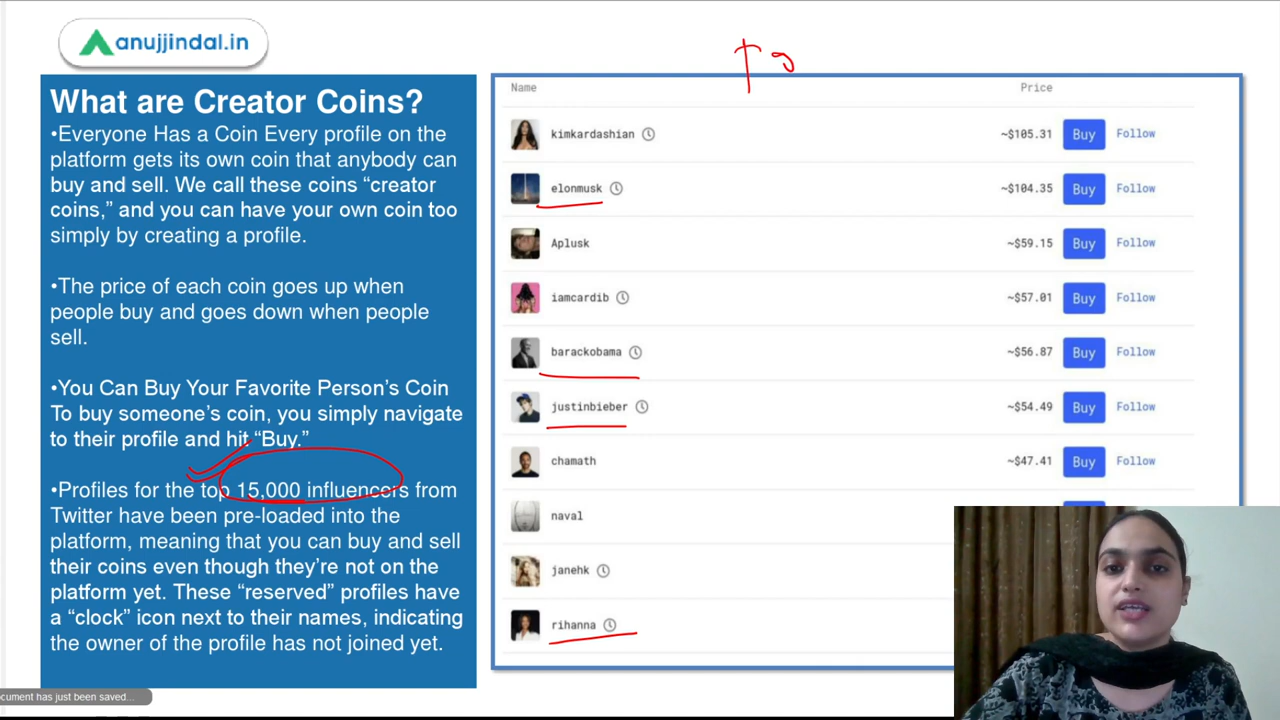 anujjindal.in
What are Creator Coins?
•Everyone Has a Coin Every profile on the
platform gets its own coin that anybody can
buy and sell. We call these coins “creator
coins,” and you can have your own coin too
simply by creating a profile.
•The price of each coin goes up when
people buy and goes down when people
sell.
•You Can Buy Your Favorite Person’s Coin
To buy someone’s coin, you simply navigate
to their profile and hit “Buy.”
•Profiles for the top 15,000 influencers from
Twitter have been pre-loaded into the
platform, meaning that you can buy and sell
their coins even though they’re not on the
platform yet. These “reserved” profiles have
a “clock” icon next to their names, indicating
the owner of the profile has not joined yet.
Name Price
kimkardashian ~$105.31 Buy Follow
elonmusk ~$104.35 Buy Follow
Aplusk ~$59.15 Buy Follow
iamcardib ~$57.01 Buy Follow
barackobama ~$56.87 Buy Follow
justinbieber ~$54.49 Buy Follow
chamath ~$47.41 Buy Follow
naval
janehk
rihanna
ocument has just been saved...